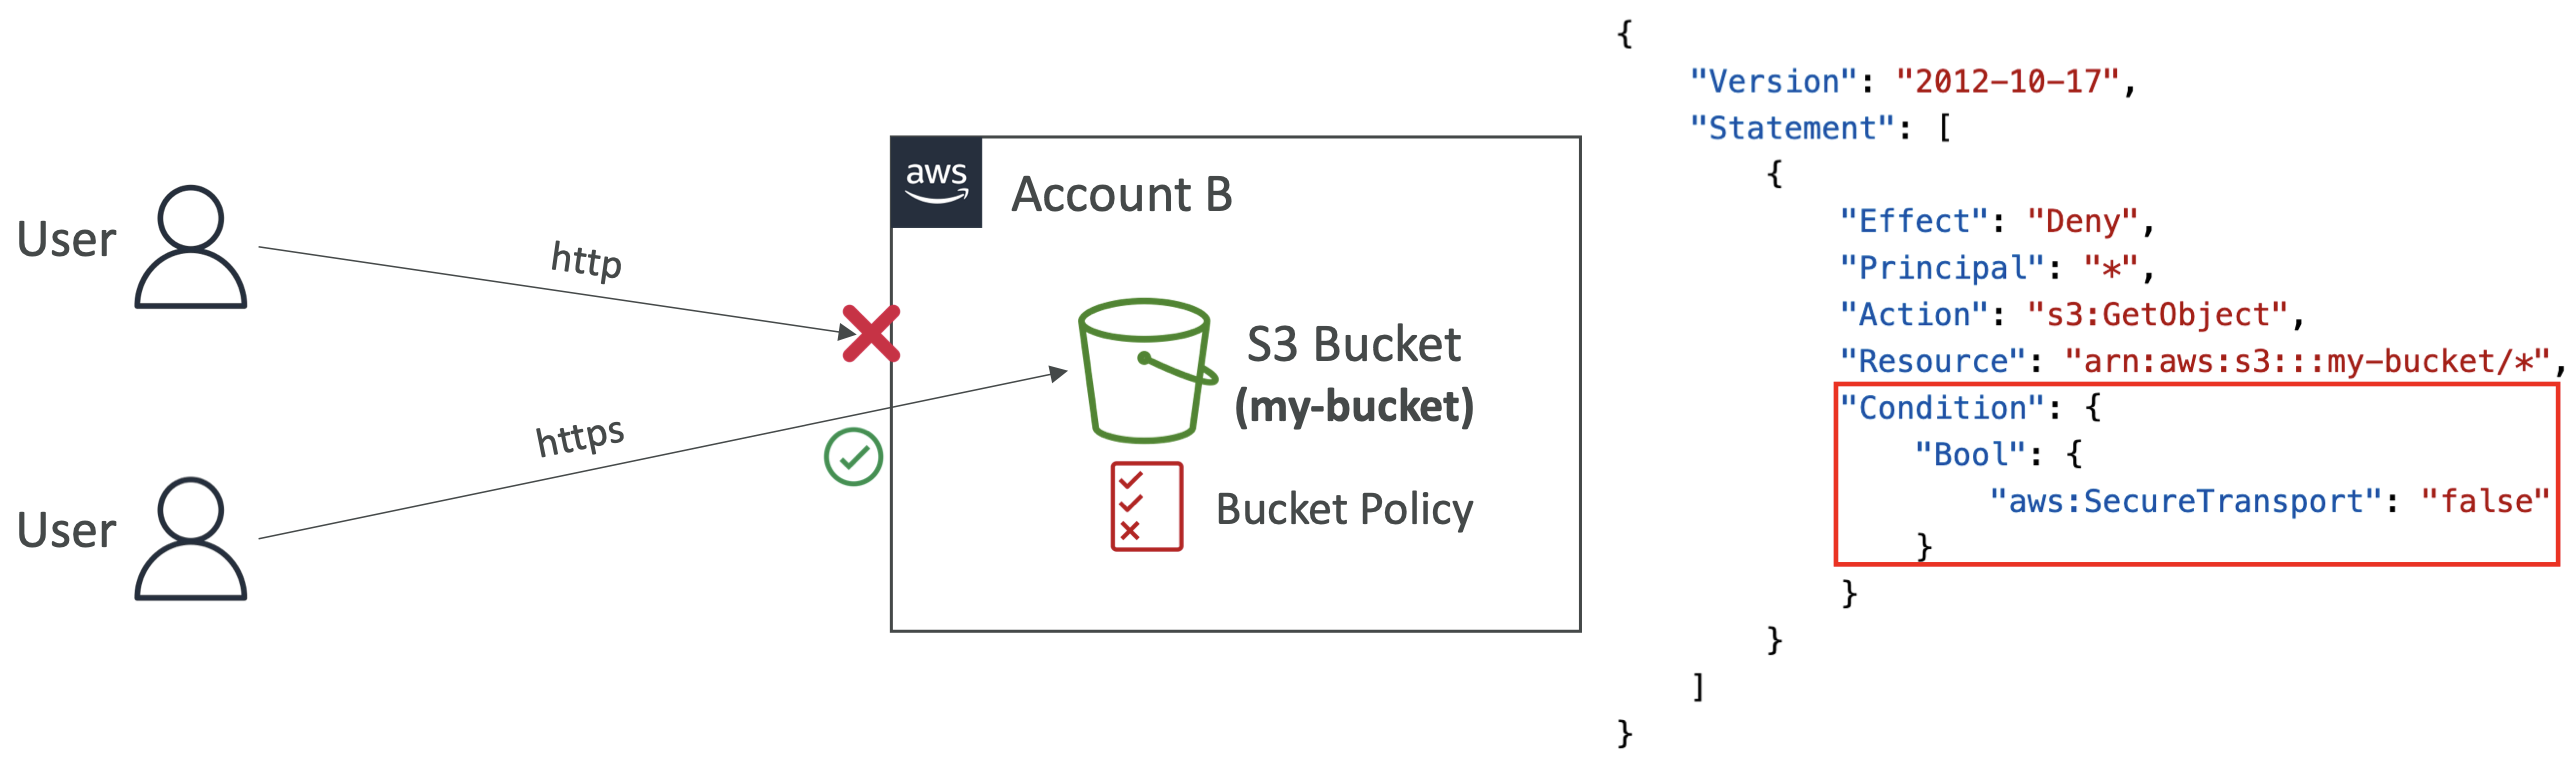 User
http
User
https
aws
Account B
S3 Bucket
(my-bucket)
Bucket Policy
{
"Version": "2012-10-17",
"Statement": [
{
"Effect": "Deny",
"Principal": "*",
"Action": "s3:GetObject",
"Resource": "arn:aws:s3:::my-bucket/*",
"Condition": {
"Bool": {
"aws:SecureTransport": "false"
}
}
}
]
}